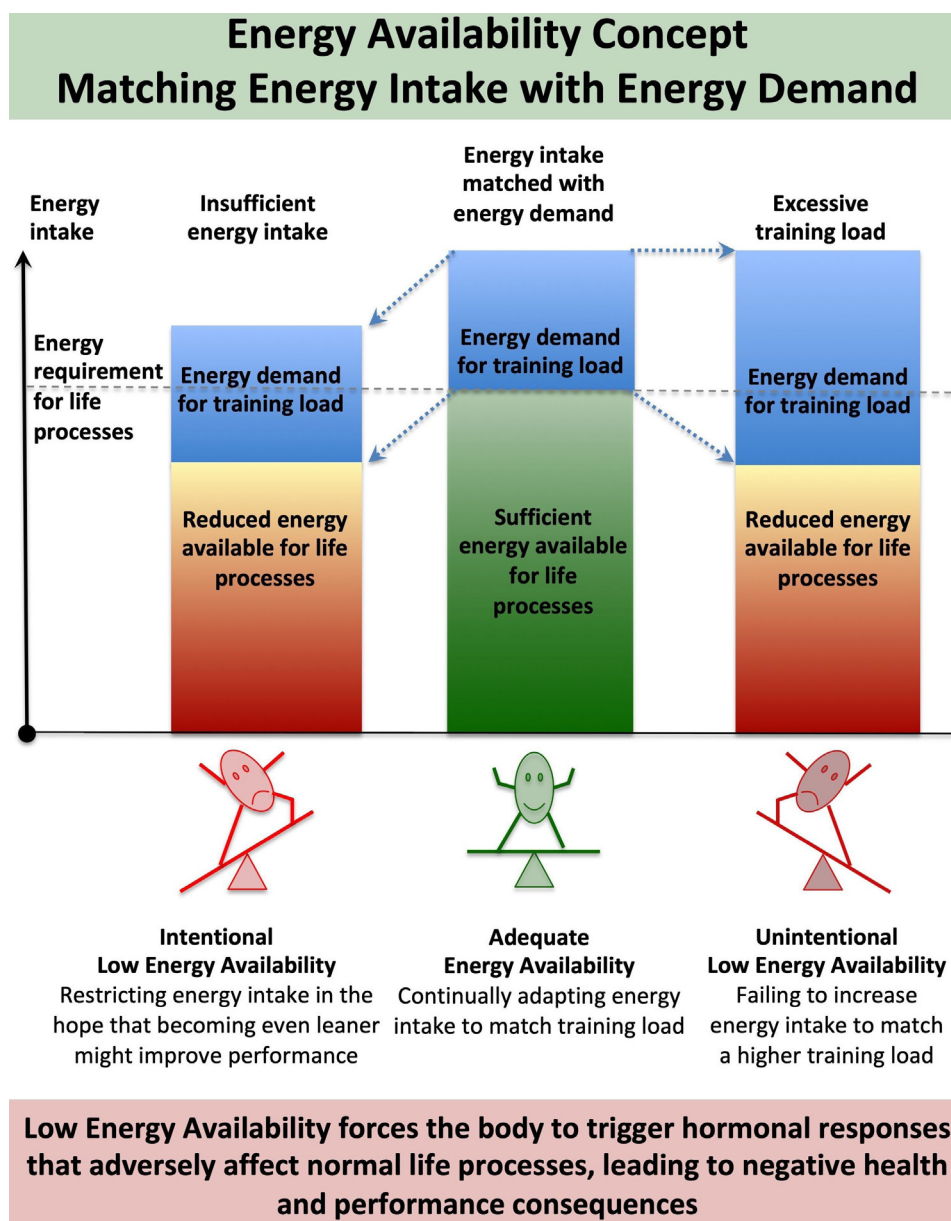 Energy Availability Concept
Matching Energy Intake with Energy Demand
Energy
intake
Insufficient
energy intake
Energy intake
matched with
energy demand
Excessive
training load
Energy
requirement
for life
processes
Energy demand
for training load
Energy demand
for training load
Energy demand
for training load
Reduced energy
available for life
processes
Sufficient
energy available
for life
processes
Reduced energy
available for life
processes
Intentional
Low Energy Availability
Restricting energy intake in the
hope that becoming even leaner
might improve performance
Adequate
Energy Availability
Continually adapting energy
intake to match training load
Unintentional
Low Energy Availability
Failing to increase
energy intake to match
a higher training load
Low Energy Availability forces the body to trigger hormonal responses
that adversely affect normal life processes, leading to negative health
and performance consequences